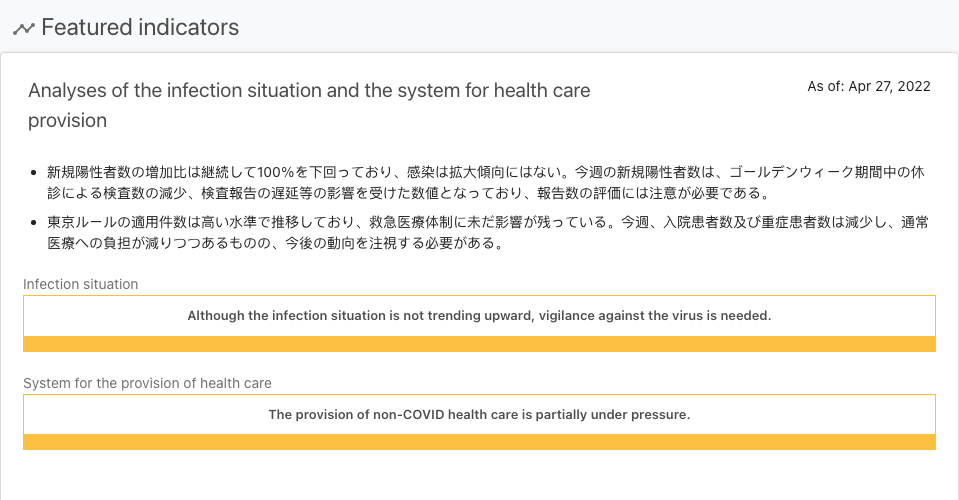 Featured indicators
Analyses of the infection situation and the system for health care
provision
As of: Apr 27, 2022
新規陽性者数の増加比は継続して100%を下回っており、感染は拡大傾向にはない。今週の新規陽性者数は、ゴールデンウィーク期間中の休
診による検査数の減少、検査報告の遅延等の影響を受けた数値となっており、報告数の評価には注意が必要である。
東京ルールの適用件数は高い水準で推移しており、救急医療体制に未だ影響が残っている。今週、入院患者数及び重症患者数は減少し、通常
医療への負担が減りつつあるものの、今後の動向を注視する必要がある。
Infection situation
Although the infection situation is not trending upward, vigilance against the virus is needed.
System for the provision of health care
The provision of non-COVID health care is partially under pressure.